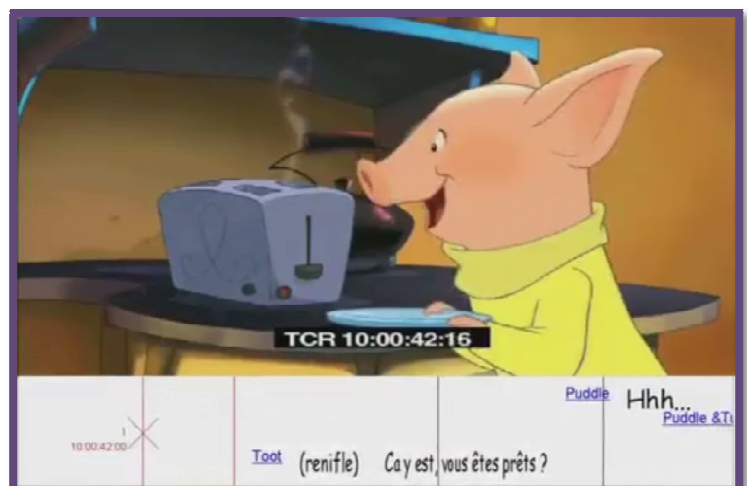 TCR 10:00:42:16
Puddle Hhh...
Puddle &Tu
1
10:00:42:00
Toot (renifle) Ca y est, vous êtes prêts ?